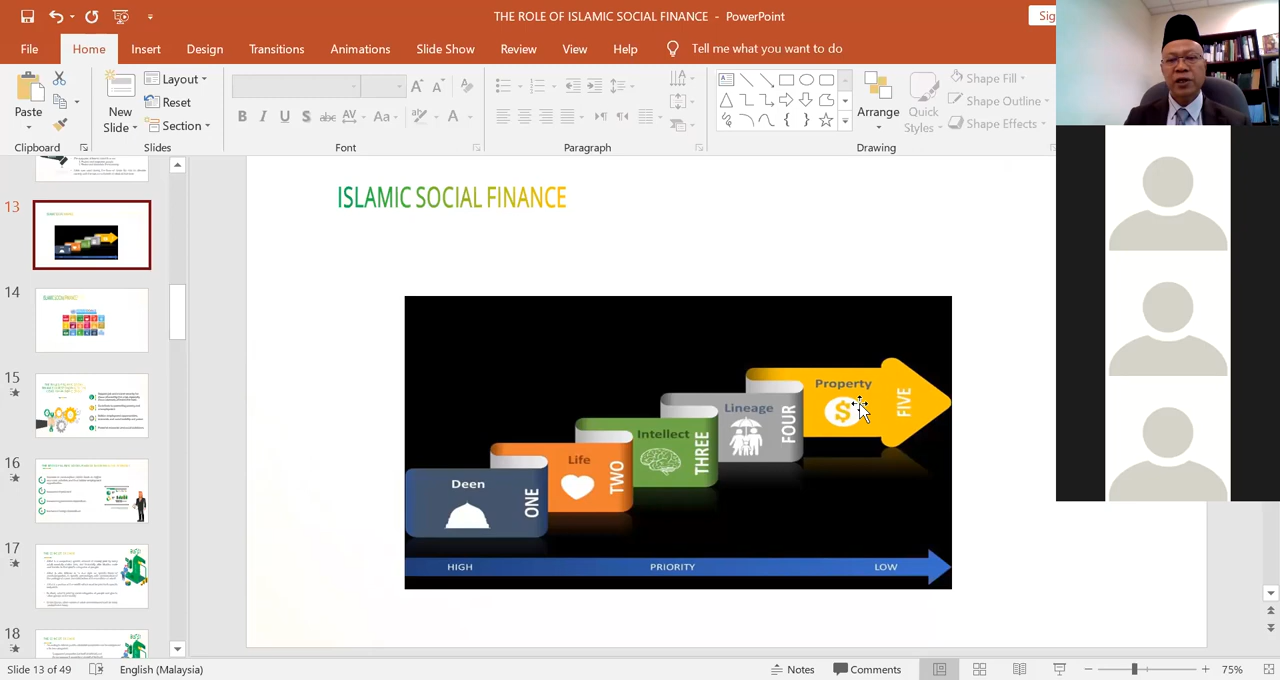 THE ROLE OF ISLAMIC SOCIAL FINANCE - PowerPoint
Sig
File Home Insert Design Transitions Animations Slide Show Review View Help Tell me what you want to do
Paste
New Slide
Layout
Reset
Section
B I U S abc AV Aa A
Arrange
Quick Styles
Shape Fill
Shape Outline
Shape Effects
Clipboard Slides Font Paragraph Drawing
13
14
15
16
17
18
ISLAMIC SOCIAL FINANCE
Property
FIVE
Lineage
FOUR
Intellect
THREE
Life
TWO
Deen
ONE
HIGH PRIORITY LOW
Slide 13 of 49 English (Malaysia) Notes Comments 75%